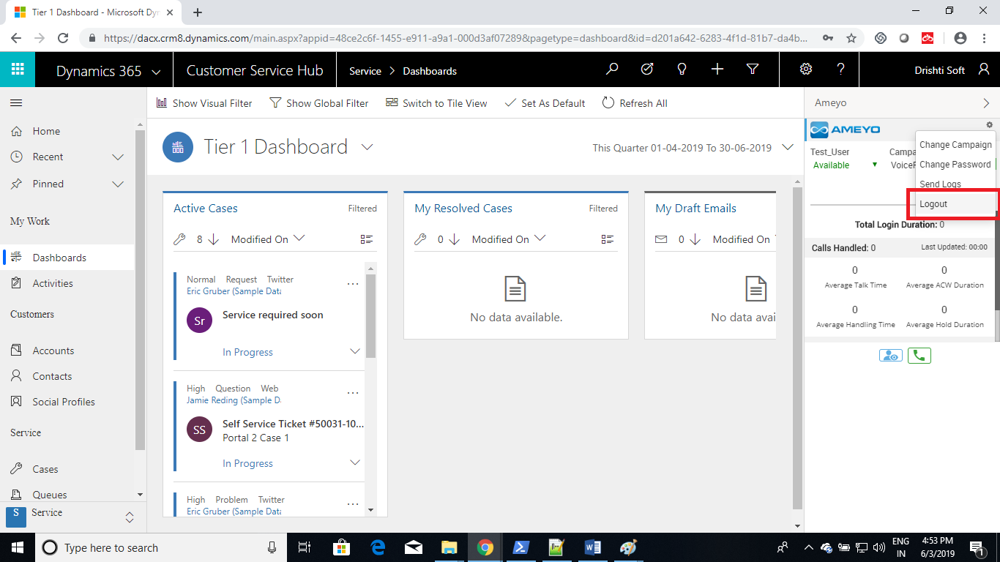 Tier 1 Dashboard - Microsoft Dyn
https://dacx.crm8.dynamics.com/main.aspx?appid=48ce2c6f-1455-e911-a9a1-000d3af07289&pagetype=dashboard&id=d201a642-6283-4f1d-81b7-da4b...
Dynamics 365
Customer Service Hub
Service > Dashboards
Drishti Soft
Home
Recent
Pinned
My Work
Dashboards
Activities
Customers
Accounts
Contacts
Social Profiles
Service
Cases
Queues
S Service
Show Visual Filter Show Global Filter Switch to Tile View Set As Default Refresh All
Tier 1 Dashboard
This Quarter 01-04-2019 To 30-06-2019
Active Cases Filtered
8 Modified On
Normal Request Twitter
Eric Gruber (Sample Data
Sr Service required soon
In Progress
High Question Web
Jamie Reding (Sample D
SS Self Service Ticket #50031-10...
Portal 2 Case 1
In Progress
High Problem Twitter
Eric Gruber (Sample Data
My Resolved Cases Filtered
0 Modified On
No data available.
My Draft Emails
0 Modified On
No data avai
Ameyo
AMEYO
Test_User Campa
Available VoiceF
Change Campaign
Change Password
Send Logs
Logout
Total Login Duration: 0
Calls Handled: 0 Last Updated: 00:00
0 0
Average Talk Time Average ACW Duration
0 0
Average Handling Time Average Hold Duration
Type here to search
ENG
IN
4:53 PM
6/3/2019
1